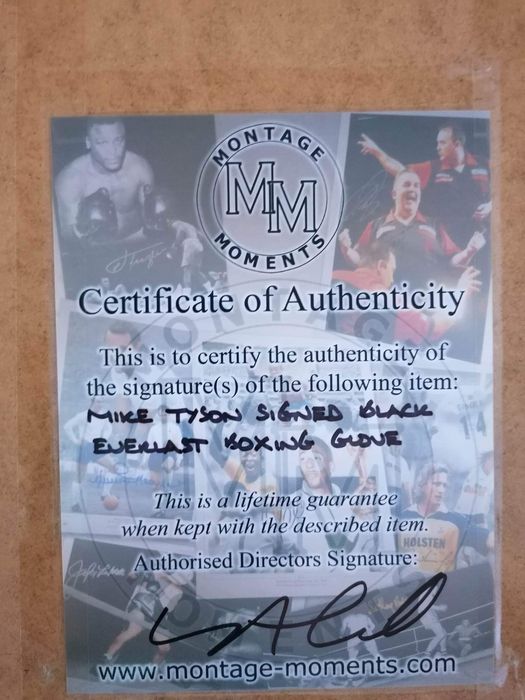 MONTAGE
MM
MOMENTS
Certificate of Authenticity
This is to certify the authenticity of
the signature(s) of the following item:
MIKE TYSON SIGNED BLACK
EVERLAST BOXING GLOVE
This is a lifetime guarantee
when kept with the described item.
HOLSTEN
Authorised Directors Signature:
www.montage-moments.com